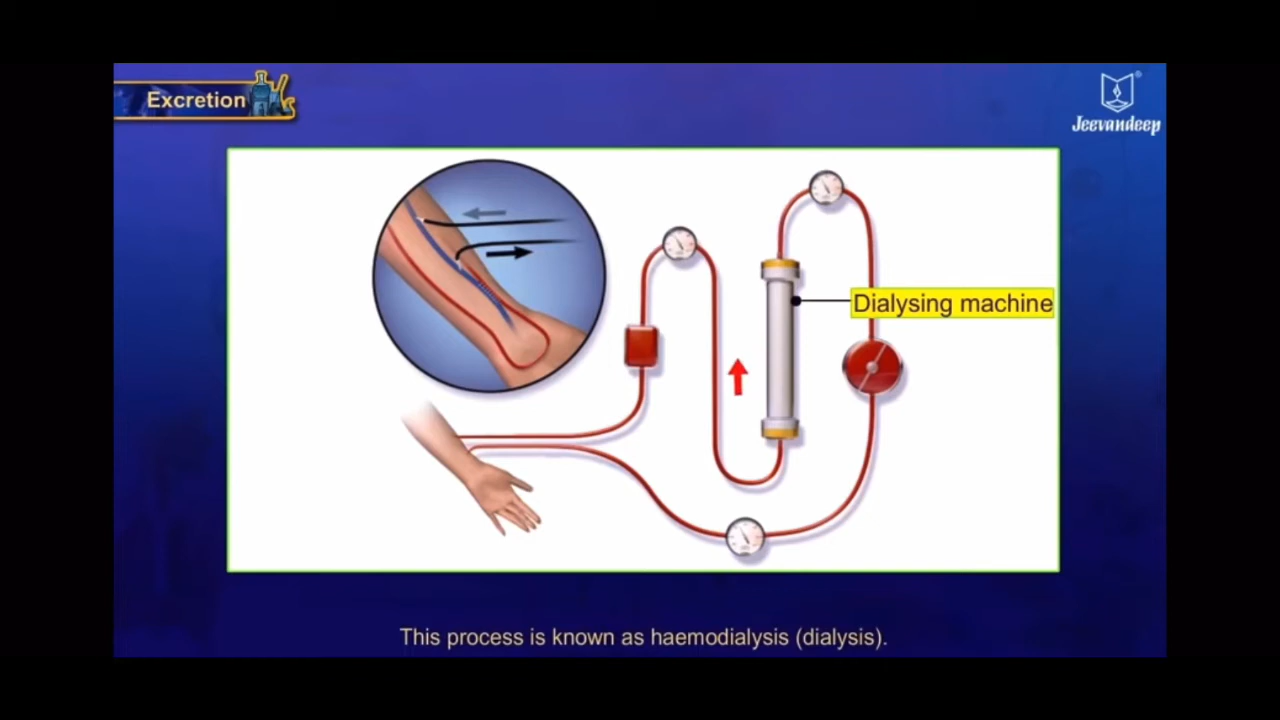 Excretion
Jeevandeep
Dialysing machine
This process is known as haemodialysis (dialysis).